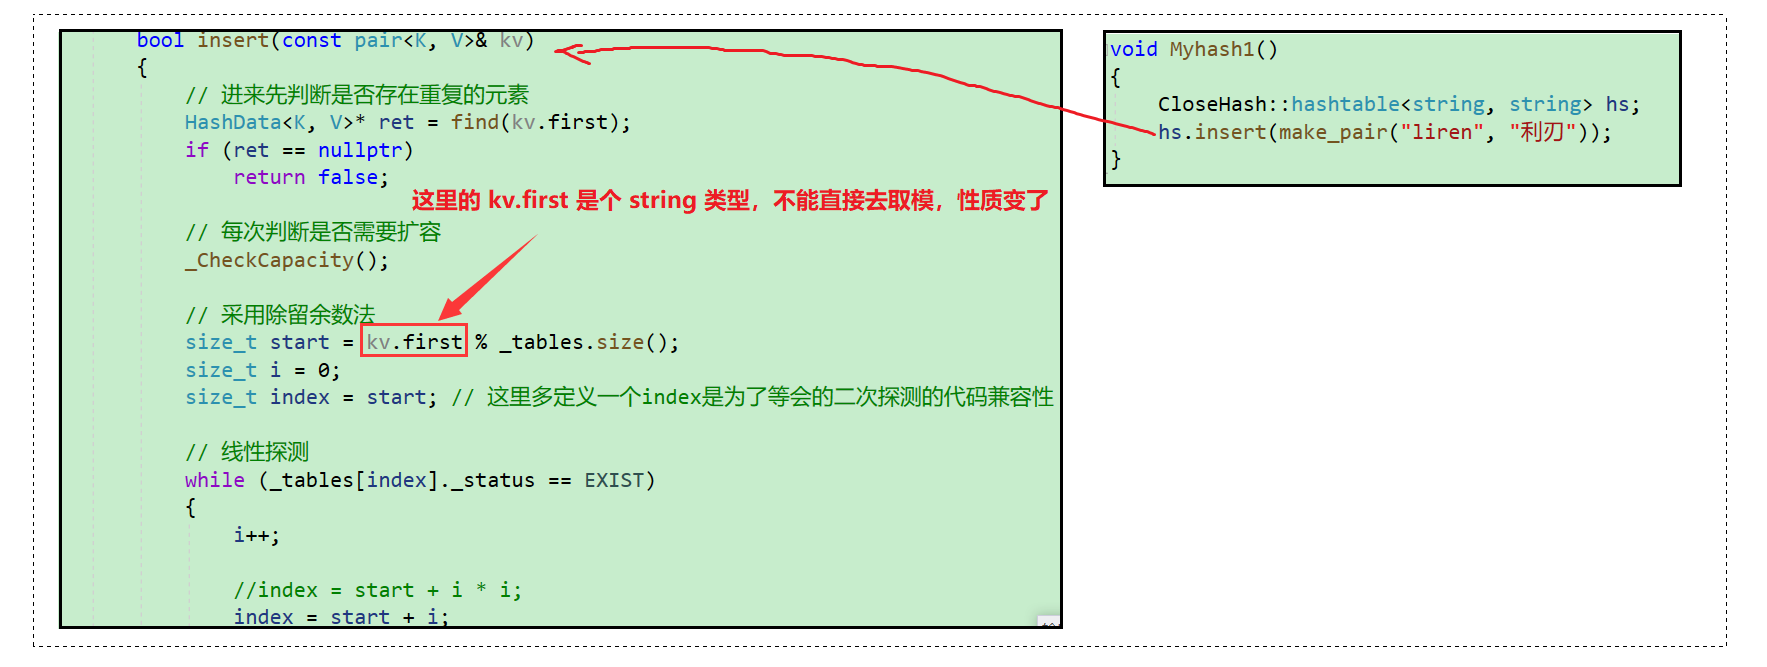 bool insert(const pair<K, V>& kv)
{
// 进来先判断是否存在重复的元素
HashData<K, V>* ret = find(kv.first);
if (ret == nullptr)
return false;
这里的 kv.first 是个 string 类型，不能直接去取模，性质变了
// 每次判断是否需要扩容
_CheckCapacity();
// 采用除留余数法
size_t start = kv.first % _tables.size();
size_t i = 0;
size_t index = start; // 这里多定义一个index是为了等会的二次探测的代码兼容性
// 线性探测
while (_tables[index]._status == EXIST)
{
i++;
//index = start + i * i;
index = start + i;
void Myhash1()
{
CloseHash::hashtable<string, string> hs;
hs.insert(make_pair("liren", "利刃"));
}